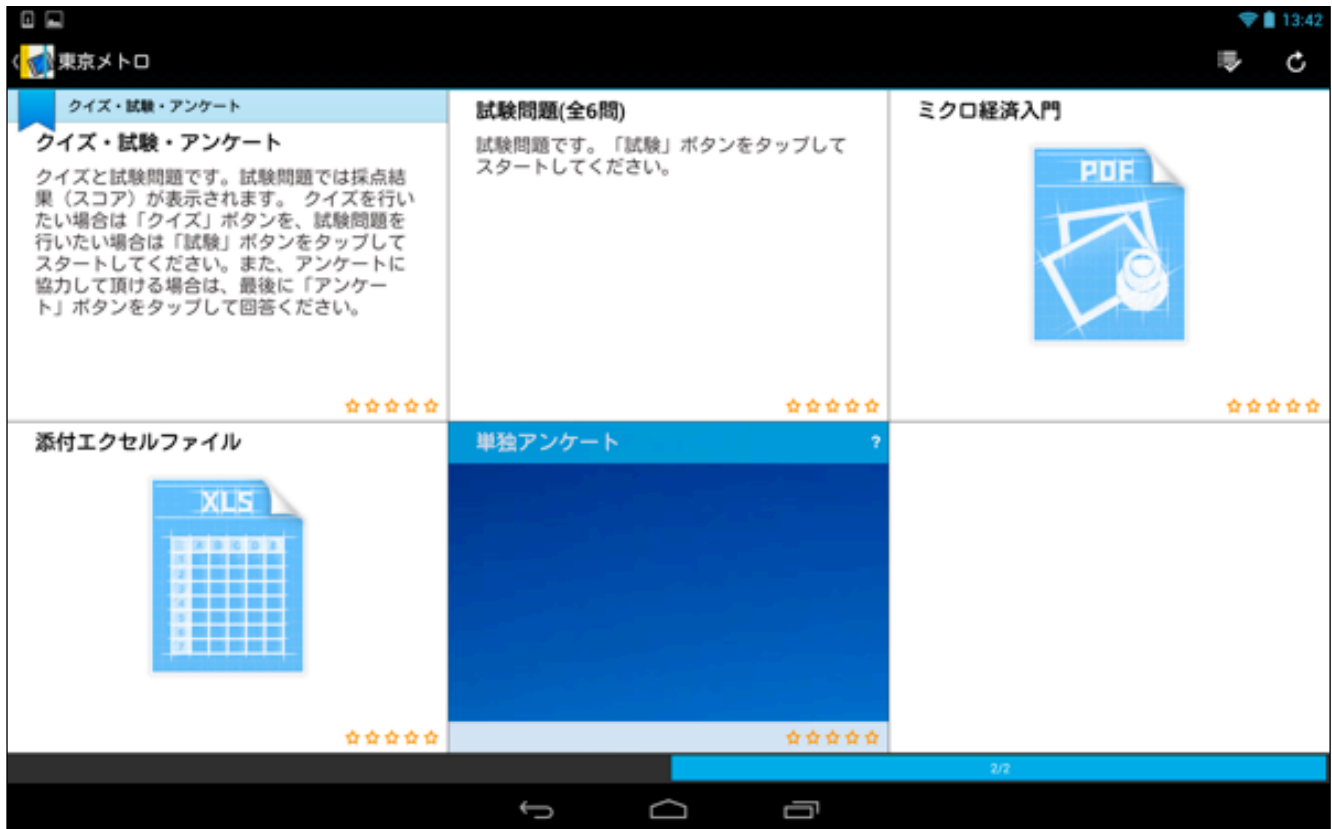 13:42
東京メトロ
クイズ・試験・アンケート
クイズ・試験・アンケート
クイズと試験問題です。試験問題では採点結
果（スコア）が表示されます。 クイズを行い
たい場合は「クイズ」ボタンを、試験問題を
行いたい場合は「試験」ボタンをタップして
スタートしてください。また、アンケートに
協力して頂ける場合は、最後に「アンケー
ト」ボタンをタップして回答ください。
試験問題(全6問)
試験問題です。「試験」ボタンをタップして
スタートしてください。
ミクロ経済入門
PDF
添付エクセルファイル
XLS
A B C D E
1
2
3
4
5
6
7
単独アンケート ?
2/2